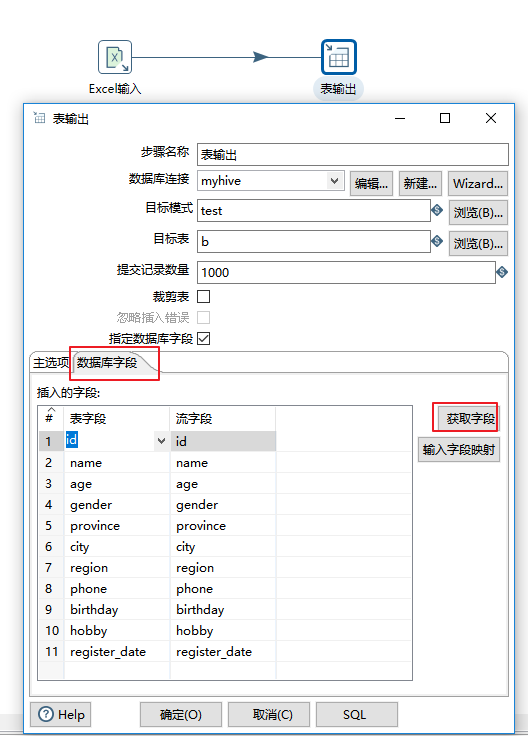 Excel输入 表输出
表输出
步骤名称 表输出
数据库连接 myhive 编辑... 新建... Wizard...
目标模式 test 浏览(B)...
目标表 b 浏览(B)...
提交记录数量 1000
裁剪表
忽略插入错误
指定数据库字段
主选项 数据库字段
插入的字段:
# 表字段 流字段 获取字段
1 id id
输入字段映射
2 name name
3 age age
4 gender gender
5 province province
6 city city
7 region region
8 phone phone
9 birthday birthday
10 hobby hobby
11 register_date register_date
Help 确定(O) 取消(C) SQL